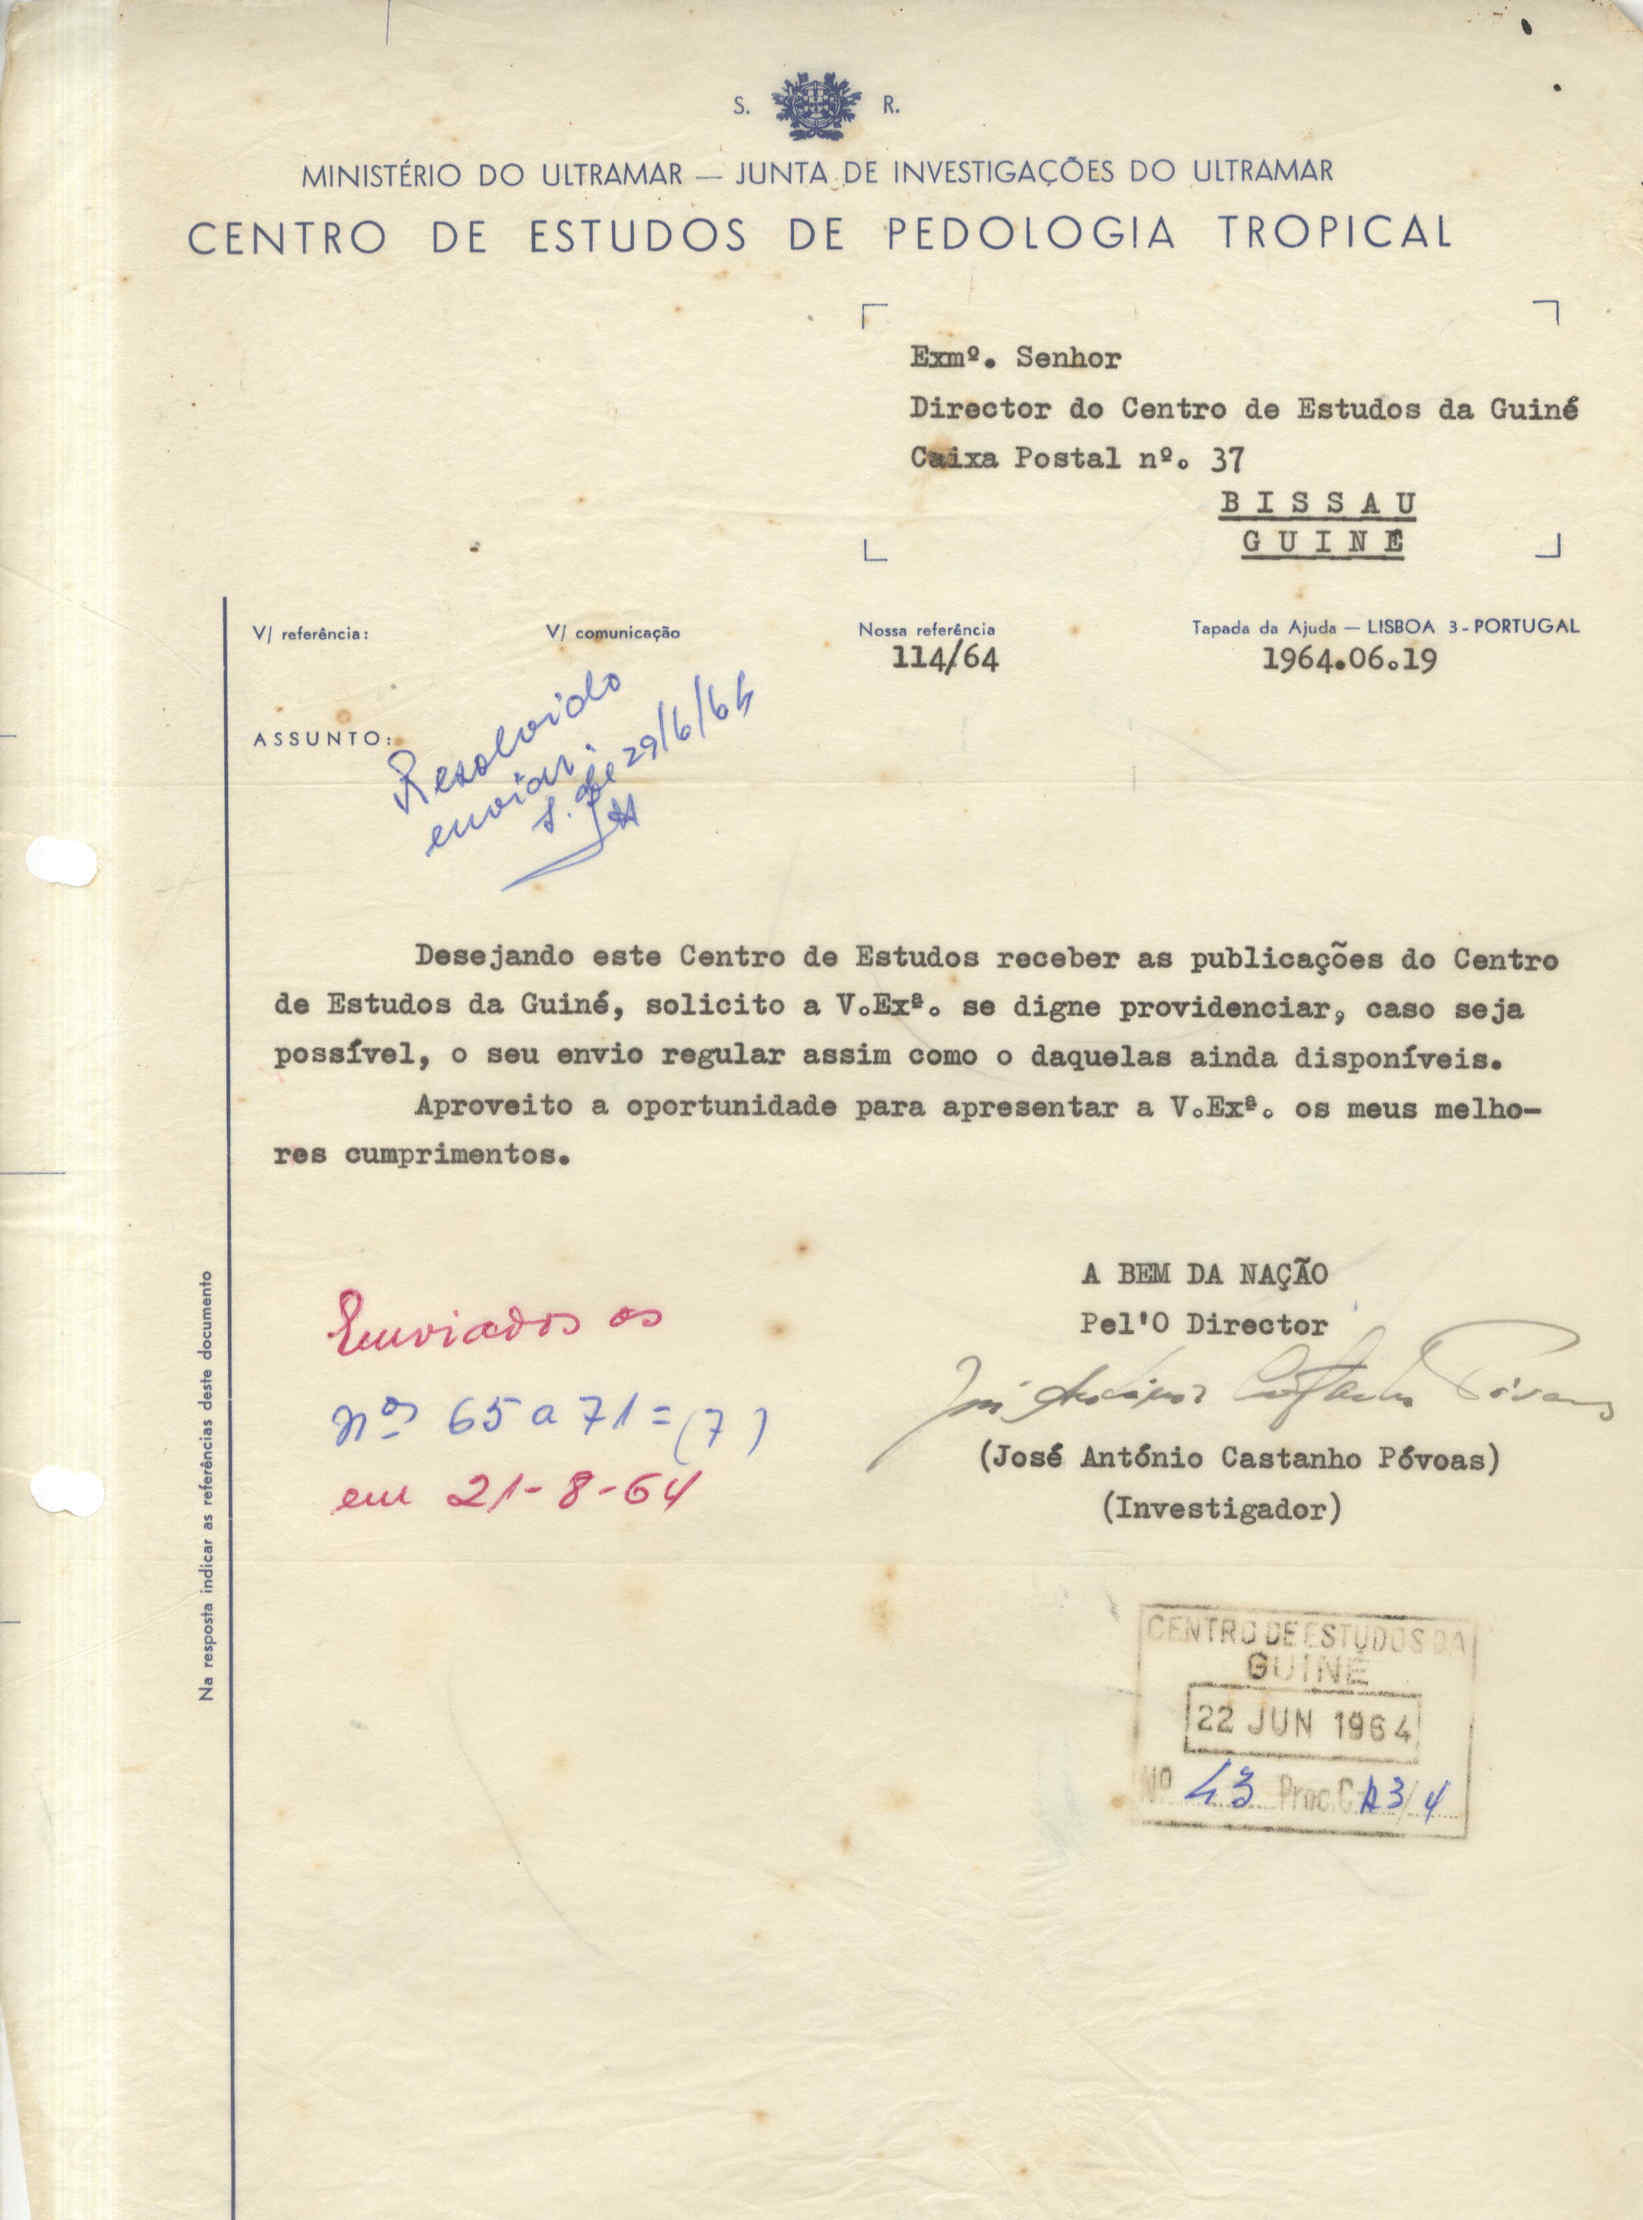 S. R.
MINISTÉRIO DO ULTRAMAR — JUNTA DE INVESTIGAÇÕES DO ULTRAMAR
CENTRO DE ESTUDOS DE PEDOLOGIA TROPICAL
Exmº. Senhor
Director do Centro de Estudos da Guiné
Caixa Postal nº. 37
B I S S A U
G U I N É
V/ referência:
V/ comunicação
Nossa referência
114/64
Tapada da Ajuda — LISBOA 3 - PORTUGAL
1964.06.19
ASSUNTO:
Resolvido
enviar.
S. de 29/6/64
Desejando este Centro de Estudos receber as publicações do Centro
de Estudos da Guiné, solicito a V.Exª. se digne providenciar, caso seja
possível, o seu envio regular assim como o daquelas ainda disponíveis.
Aproveito a oportunidade para apresentar a V.Exª. os meus melho-
res cumprimentos.
A BEM DA NAÇÃO
Pel'O Director
José António Castanho Póvoas
(José António Castanho Póvoas)
(Investigador)
Enviados os
nºs 65 a 71 = (7)
em 21-8-64
Na resposta indicar as referências deste documento
CENTRO DE ESTUDOS DA
GUINÉ
22 JUN 1964
Nº 43 Proc. C A3/4